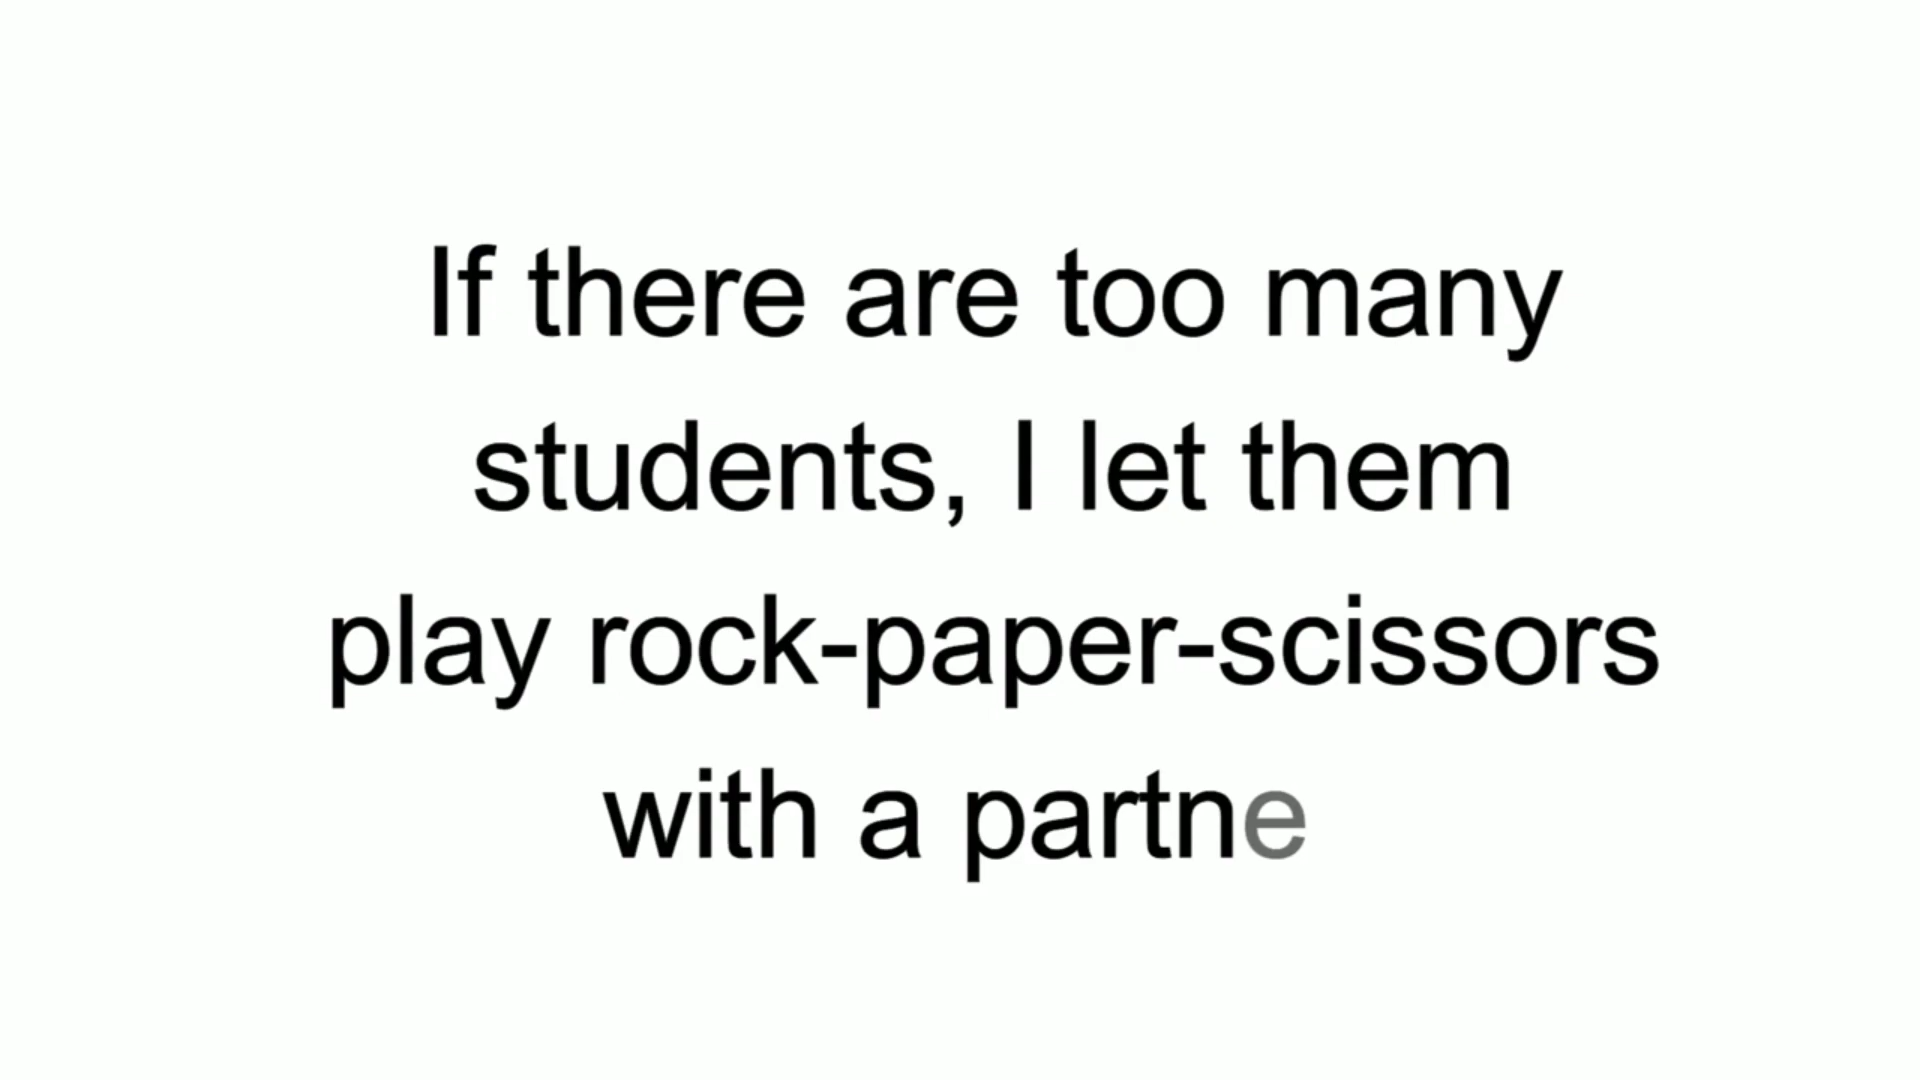 If there are too many
students, I let them
play rock-paper-scissors
with a partne